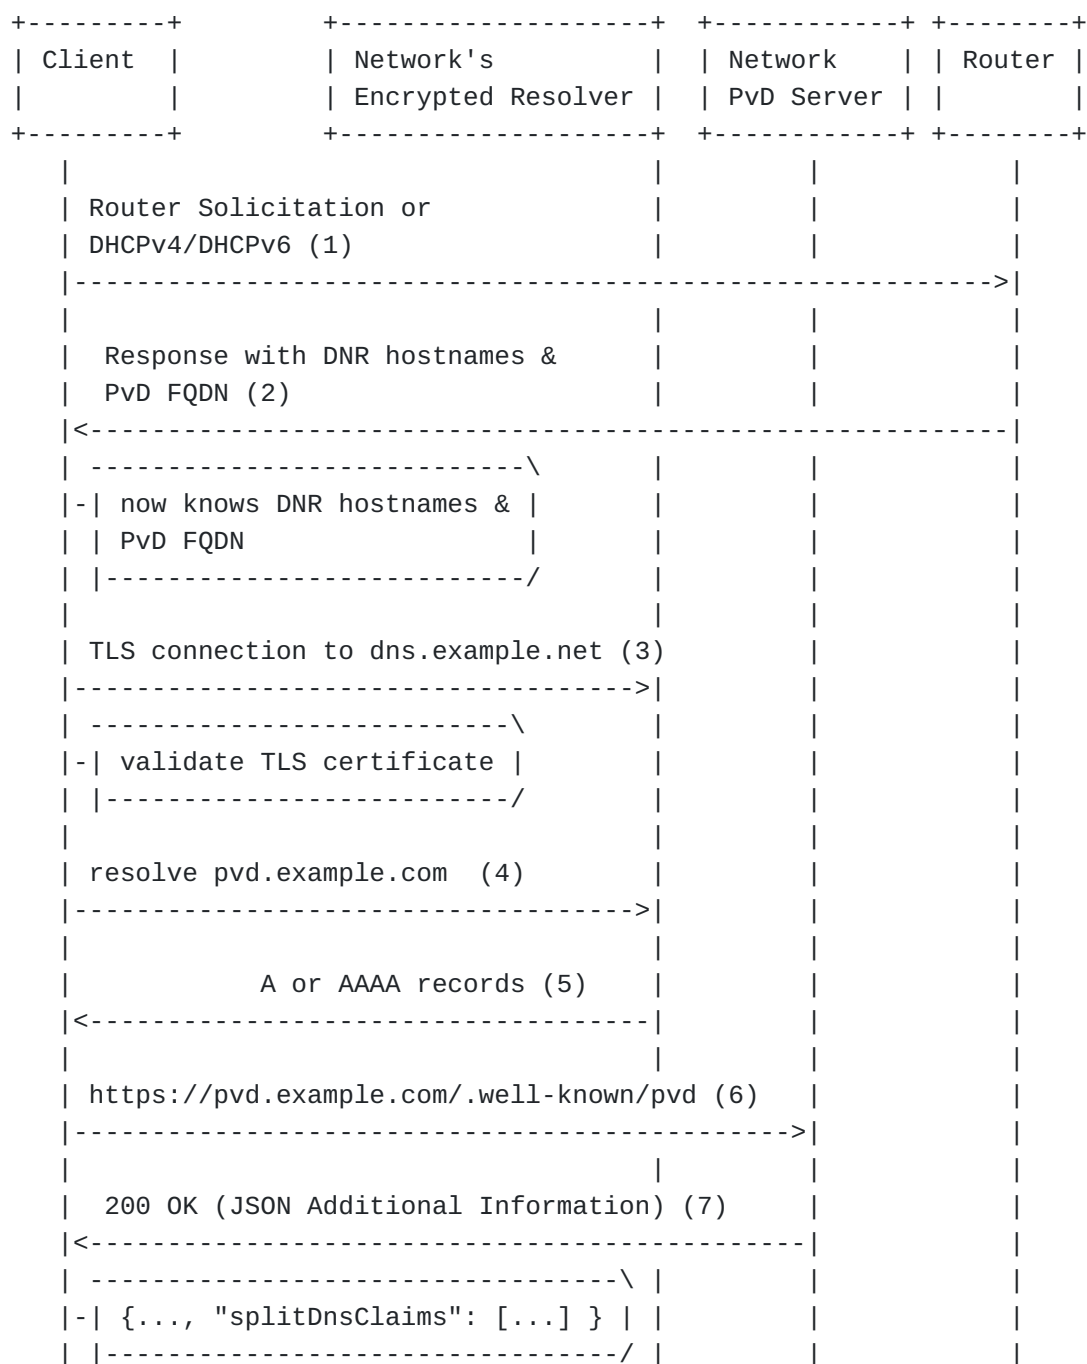 +---------+         +--------------------+  +------------+ +--------+
| Client  |         | Network's          |  | Network    | | Router |
|         |         | Encrypted Resolver |  | PvD Server | |        |
+---------+         +--------------------+  +------------+ +--------+
   |                                     |         |            |
   | Router Solicitation or              |         |            |
   | DHCPv4/DHCPv6 (1)                   |         |            |
   |----------------------------------------------------------->|
   |                                     |         |            |
   |  Response with DNR hostnames &      |         |            |
   |  PvD FQDN (2)                       |         |            |
   |<-----------------------------------------------------------|
   | ----------------------------\       |         |            |
   |-| now knows DNR hostnames & |       |         |            |
   | | PvD FQDN                  |       |         |            |
   | |---------------------------/       |         |            |
   |                                     |         |            |
   | TLS connection to dns.example.net (3)         |            |
   |------------------------------------>|         |            |
   | ---------------------------\        |         |            |
   |-| validate TLS certificate |        |         |            |
   | |--------------------------/        |         |            |
   |                                     |         |            |
   | resolve pvd.example.com  (4)        |         |            |
   |------------------------------------>|         |            |
   |                                     |         |            |
   |            A or AAAA records (5)    |         |            |
   |<------------------------------------|         |            |
   |                                     |         |            |
   | https://pvd.example.com/.well-known/pvd (6)   |            |
   |---------------------------------------------->|            |
   |                                     |         |            |
   |  200 OK (JSON Additional Information) (7)     |            |
   |<----------------------------------------------|            |
   | ----------------------------------\ |         |            |
   |-| {..., "splitDnsClaims": [...] } | |         |            |
   | |---------------------------------/ |         |            |